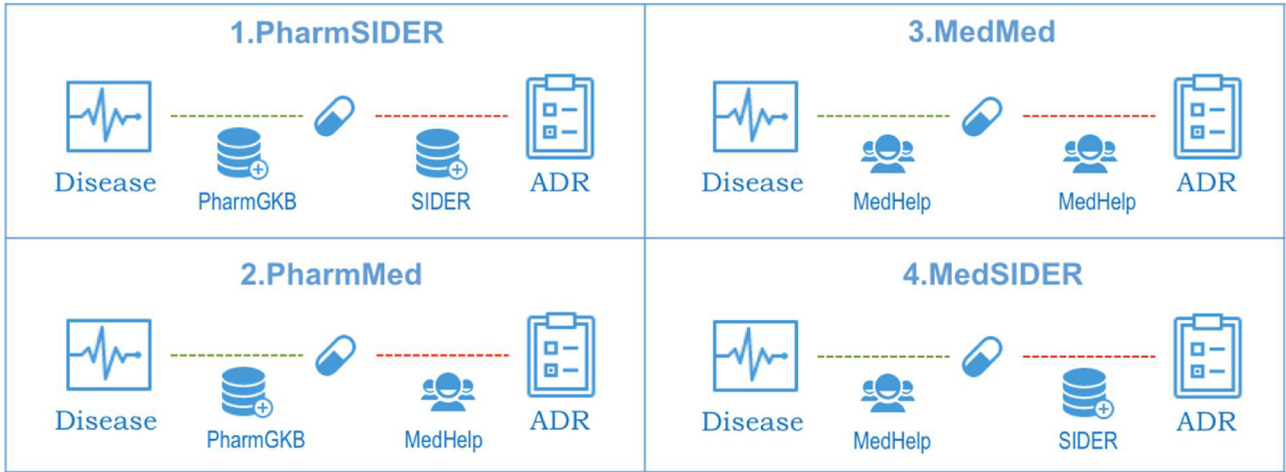 1.PharmSIDER
Disease
PharmGKB
SIDER
ADR
3.MedMed
Disease
MedHelp
MedHelp
ADR
2.PharmMed
Disease
PharmGKB
MedHelp
ADR
4.MedSIDER
Disease
MedHelp
SIDER
ADR